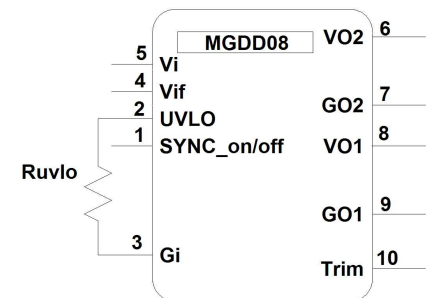 MGDD08
5 Vi
4 Vif
2 UVLO
1 SYNC_on/off
Ruvlo
3 Gi
VO2 6
GO2 7
VO1 8
GO1 9
Trim 10